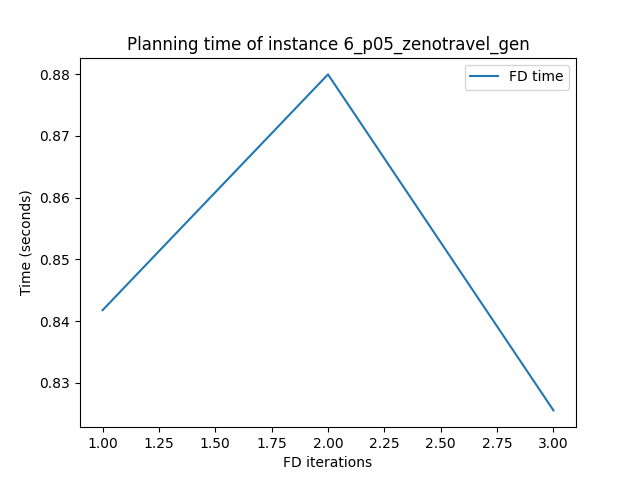 Planning time of instance 6_p05_zenotravel_gen
FD time
0.88
0.87
0.86
0.85
0.84
0.83
Time (seconds)
1.00 1.25 1.50 1.75 2.00 2.25 2.50 2.75 3.00
FD iterations